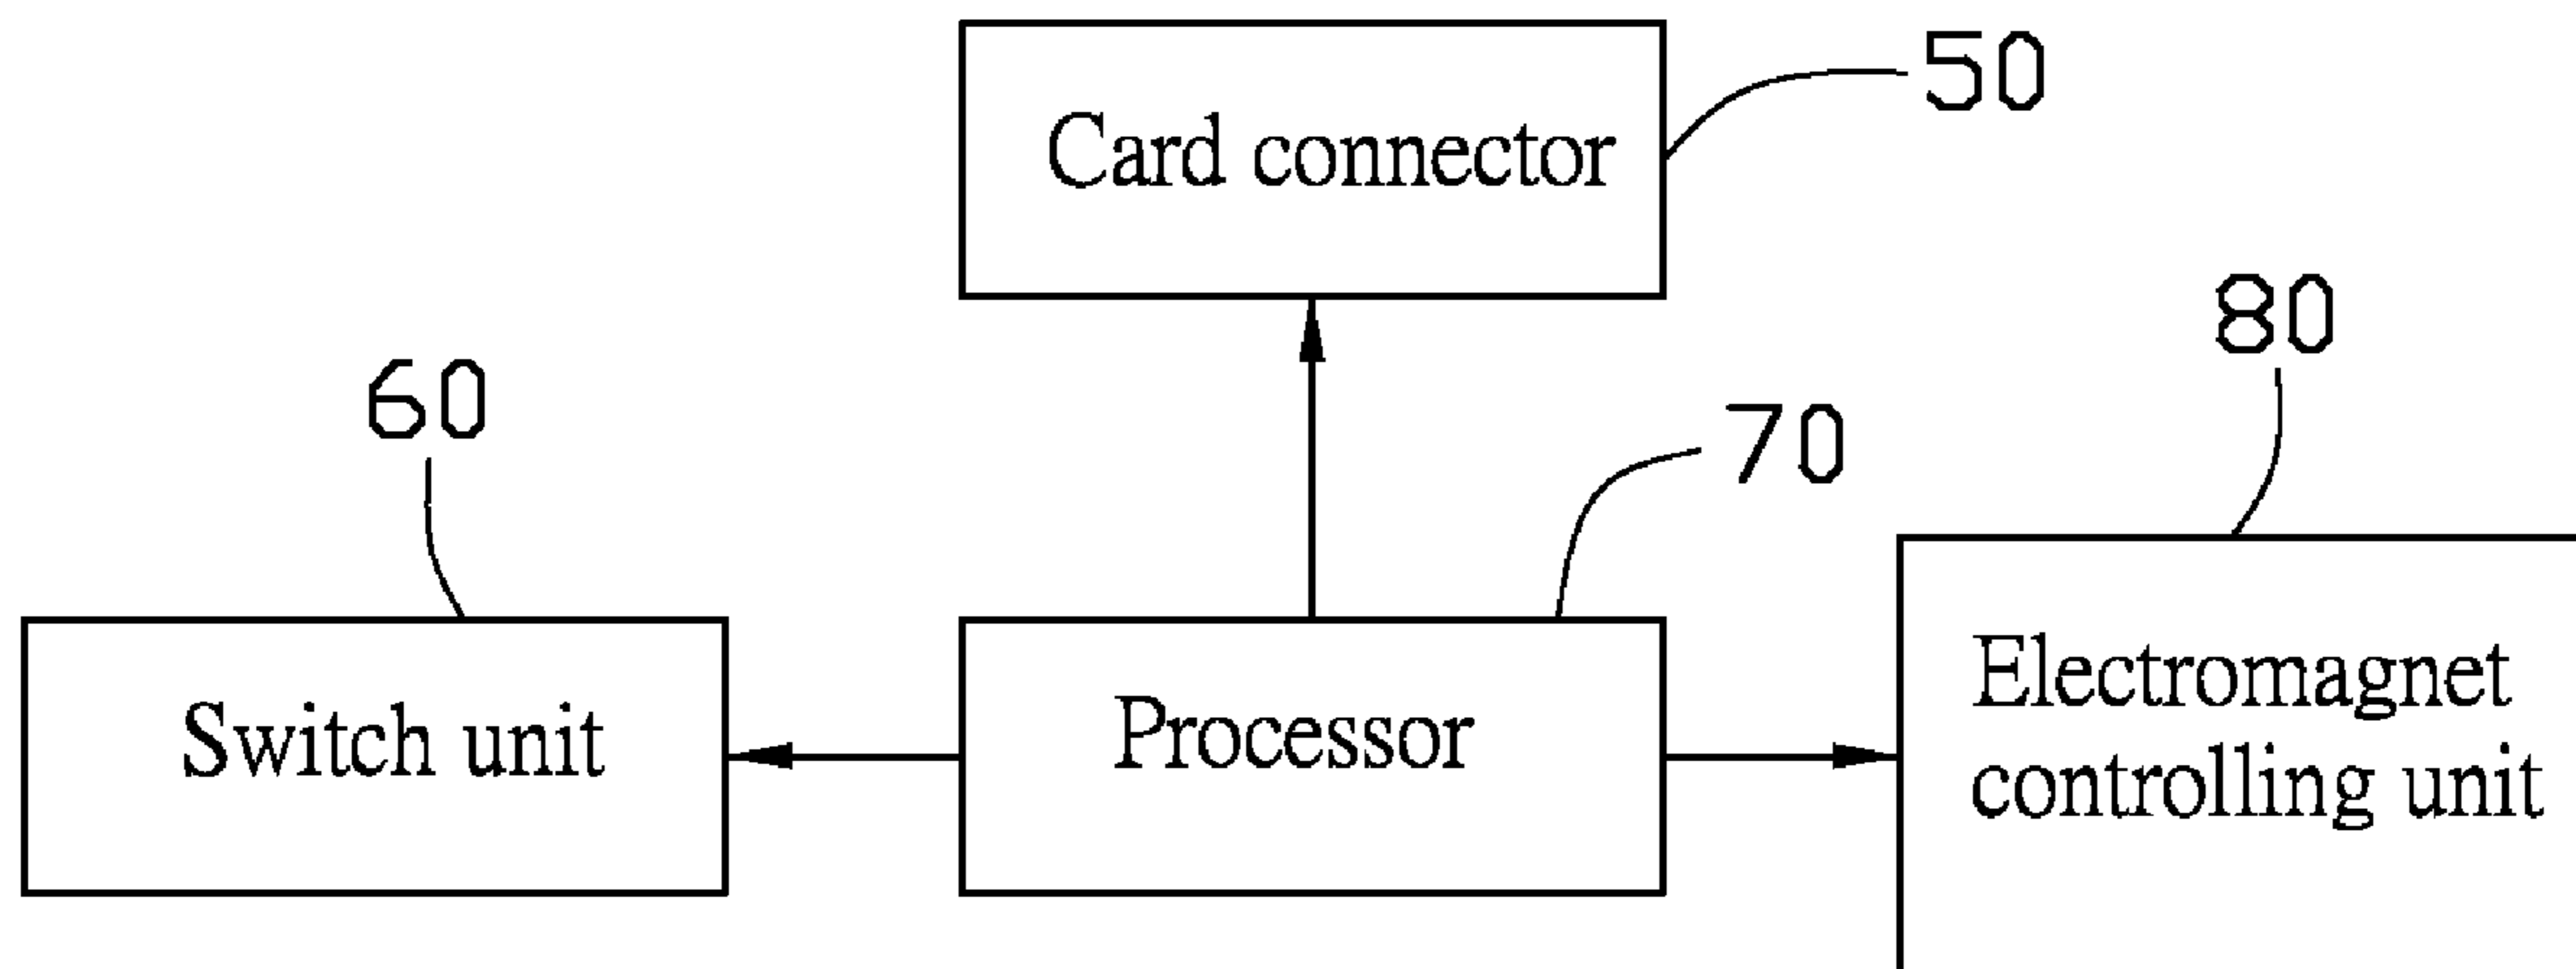 Card connector
50
60
80
70
Switch unit
Processor
Electromagnet
controlling unit